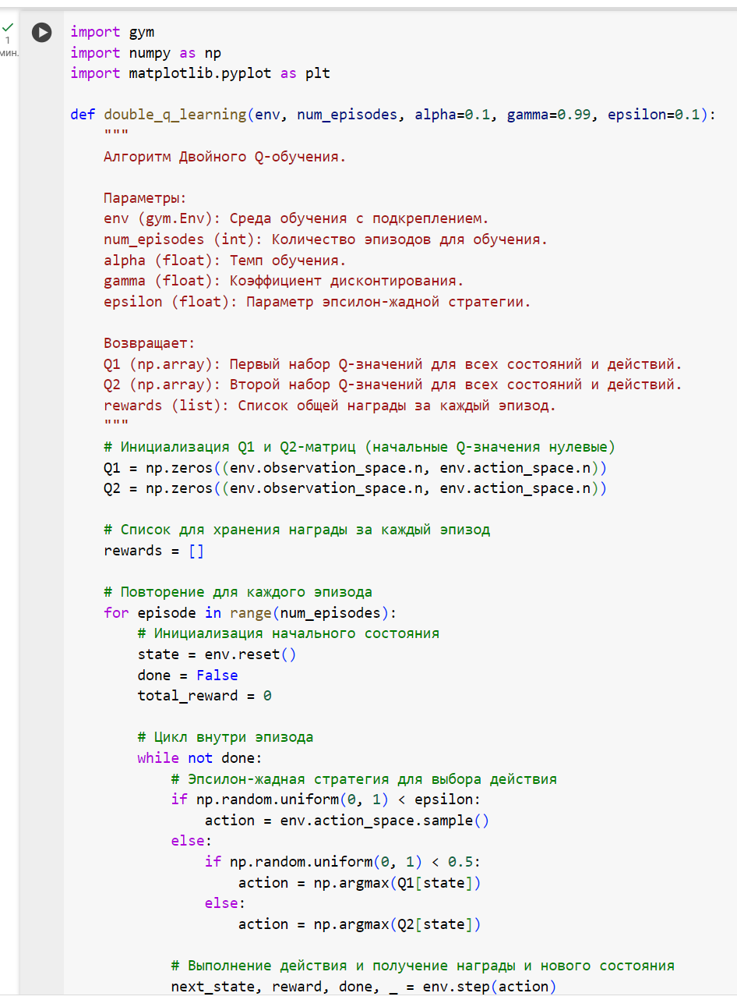 1
мин.
import gym
import numpy as np
import matplotlib.pyplot as plt
def double_q_learning(env, num_episodes, alpha=0.1, gamma=0.99, epsilon=0.1):
"""
Алгоритм Двойного Q-обучения.
Параметры:
env (gym.Env): Среда обучения с подкреплением.
num_episodes (int): Количество эпизодов для обучения.
alpha (float): Темп обучения.
gamma (float): Коэффициент дисконтирования.
epsilon (float): Параметр эпсилон-жадной стратегии.
Возвращает:
Q1 (np.array): Первый набор Q-значений для всех состояний и действий.
Q2 (np.array): Второй набор Q-значений для всех состояний и действий.
rewards (list): Список общей награды за каждый эпизод.
"""
# Инициализация Q1 и Q2-матриц (начальные Q-значения нулевые)
Q1 = np.zeros((env.observation_space.n, env.action_space.n))
Q2 = np.zeros((env.observation_space.n, env.action_space.n))
# Список для хранения награды за каждый эпизод
rewards = []
# Повторение для каждого эпизода
for episode in range(num_episodes):
# Инициализация начального состояния
state = env.reset()
done = False
total_reward = 0
# Цикл внутри эпизода
while not done:
# Эпсилон-жадная стратегия для выбора действия
if np.random.uniform(0, 1) < epsilon:
action = env.action_space.sample()
else:
if np.random.uniform(0, 1) < 0.5:
action = np.argmax(Q1[state])
else:
action = np.argmax(Q2[state])
# Выполнение действия и получение награды и нового состояния
next_state, reward, done, _ = env.step(action)